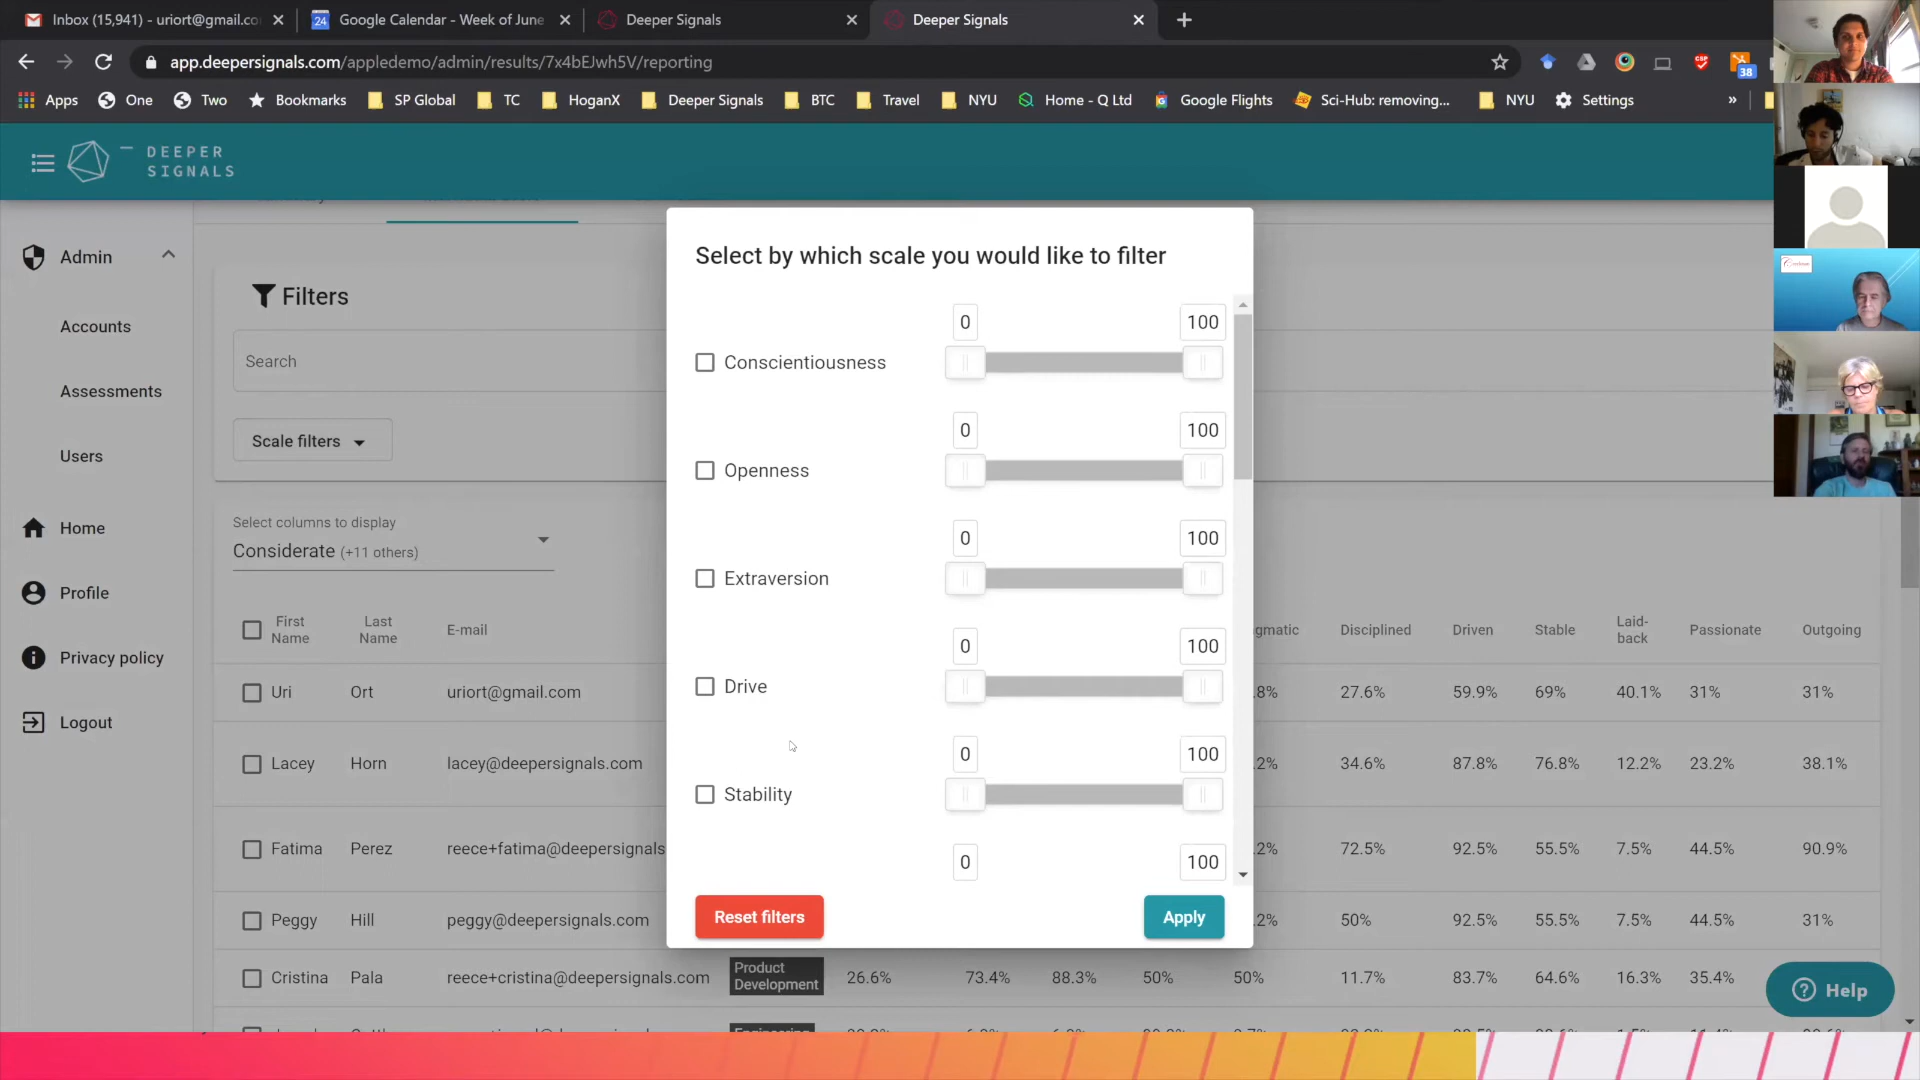 Inbox (15,941) - uriort@gmail.co
24
Google Calendar - Week of June
Deeper Signals
Deeper Signals
app.deepersignals.com/appledemo/admin/results/7x4bEJwh5V/reporting
38
Apps
One
Two
Bookmarks
SP Global
TC
HoganX
Deeper Signals
BTC
Travel
NYU
Home - Q Ltd
Google Flights
Sci-Hub: removing...
NYU
Settings
»
DEEPER
SIGNALS
Admin
Accounts
Assessments
Users
Home
Profile
Privacy policy
Logout
Filters
Search
Scale filters
Select columns to display
Considerate (+11 others)
Select by which scale you would like to filter
0 100
Conscientiousness
0 100
Openness
0 100
Extraversion
0 100
Drive
0 100
Stability
0 100
Reset filters
Apply
First Name Last Name E-mail gmatic Disciplined Driven Stable Laid-back Passionate Outgoing
Uri Ort uriort@gmail.com .8% 27.6% 59.9% 69% 40.1% 31% 31%
Lacey Horn lacey@deepersignals.com .2% 34.6% 87.8% 76.8% 12.2% 23.2% 38.1%
Fatima Perez reece+fatima@deepersignals .2% 72.5% 92.5% 55.5% 7.5% 44.5% 90.9%
Peggy Hill peggy@deepersignals.com .2% 50% 92.5% 55.5% 7.5% 44.5% 31%
Cristina Pala reece+cristina@deepersignals.com Product Development 26.6% 73.4% 88.3% 50% 50% 11.7% 83.7% 64.6% 16.3% 35.4%
Help